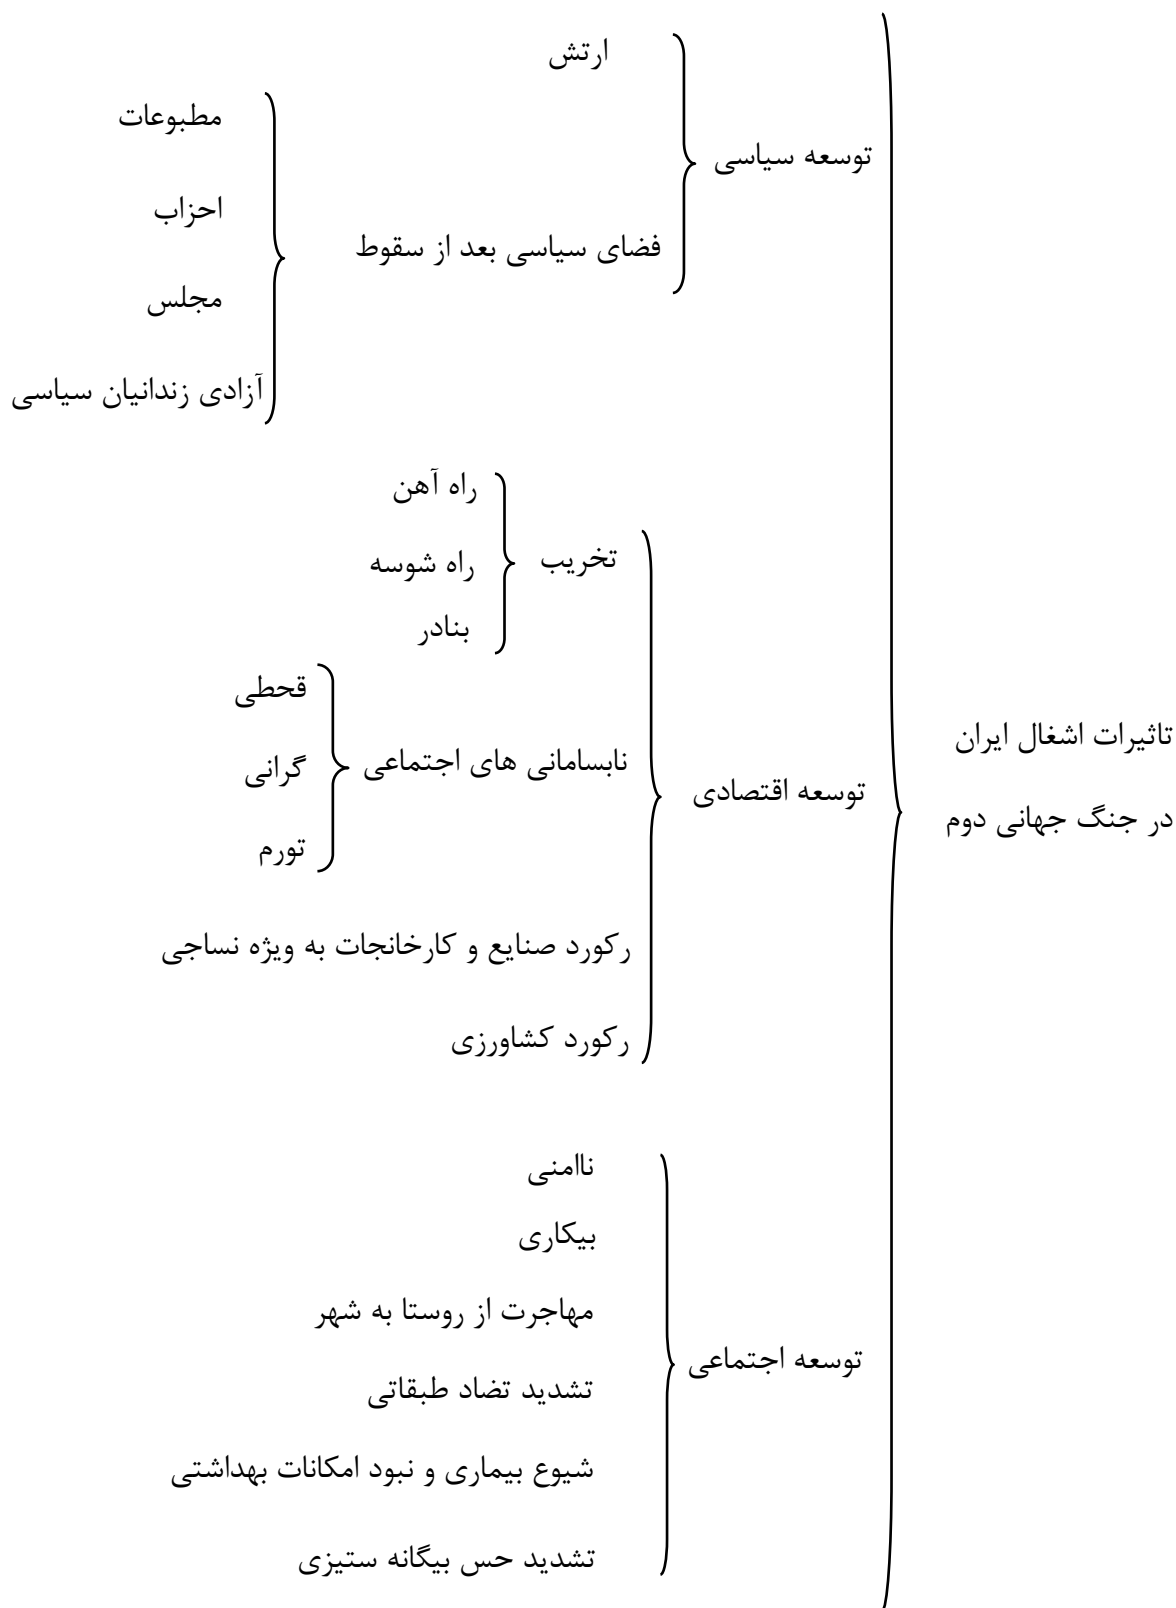 تاثیرات اشغال ایران
در جنگ جهانی دوم
توسعه سیاسی
ارتش
فضای سیاسی بعد از سقوط
مطبوعات
احزاب
مجلس
آزادی زندانیان سیاسی
توسعه اقتصادی
تخریب
راه آهن
راه شوسه
بنادر
نابسامانی های اجتماعی
قحطی
گرانی
تورم
رکورد صنایع و کارخانجات به ویژه نساجی
رکورد کشاورزی
توسعه اجتماعی
ناامنی
بیکاری
مهاجرت از روستا به شهر
تشدید تضاد طبقاتی
شیوع بیماری و نبود امکانات بهداشتی
تشدید حس بیگانه ستیزی